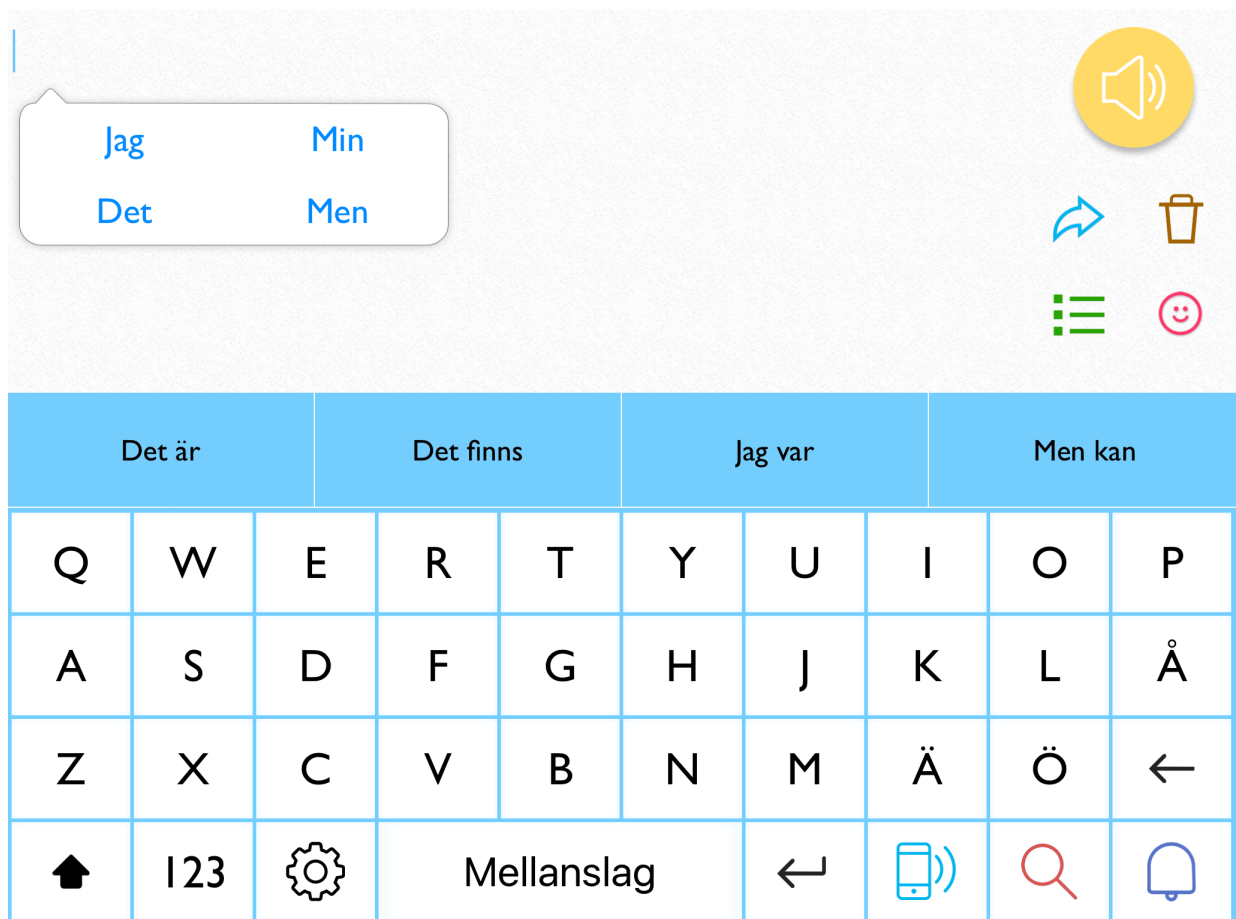 Jag Min
Det Men
Det är Det finns Jag var Men kan
Q W E R T Y U I O P
A S D F G H J K L Å
Z X C V B N M Ä Ö
123 Mellanslag